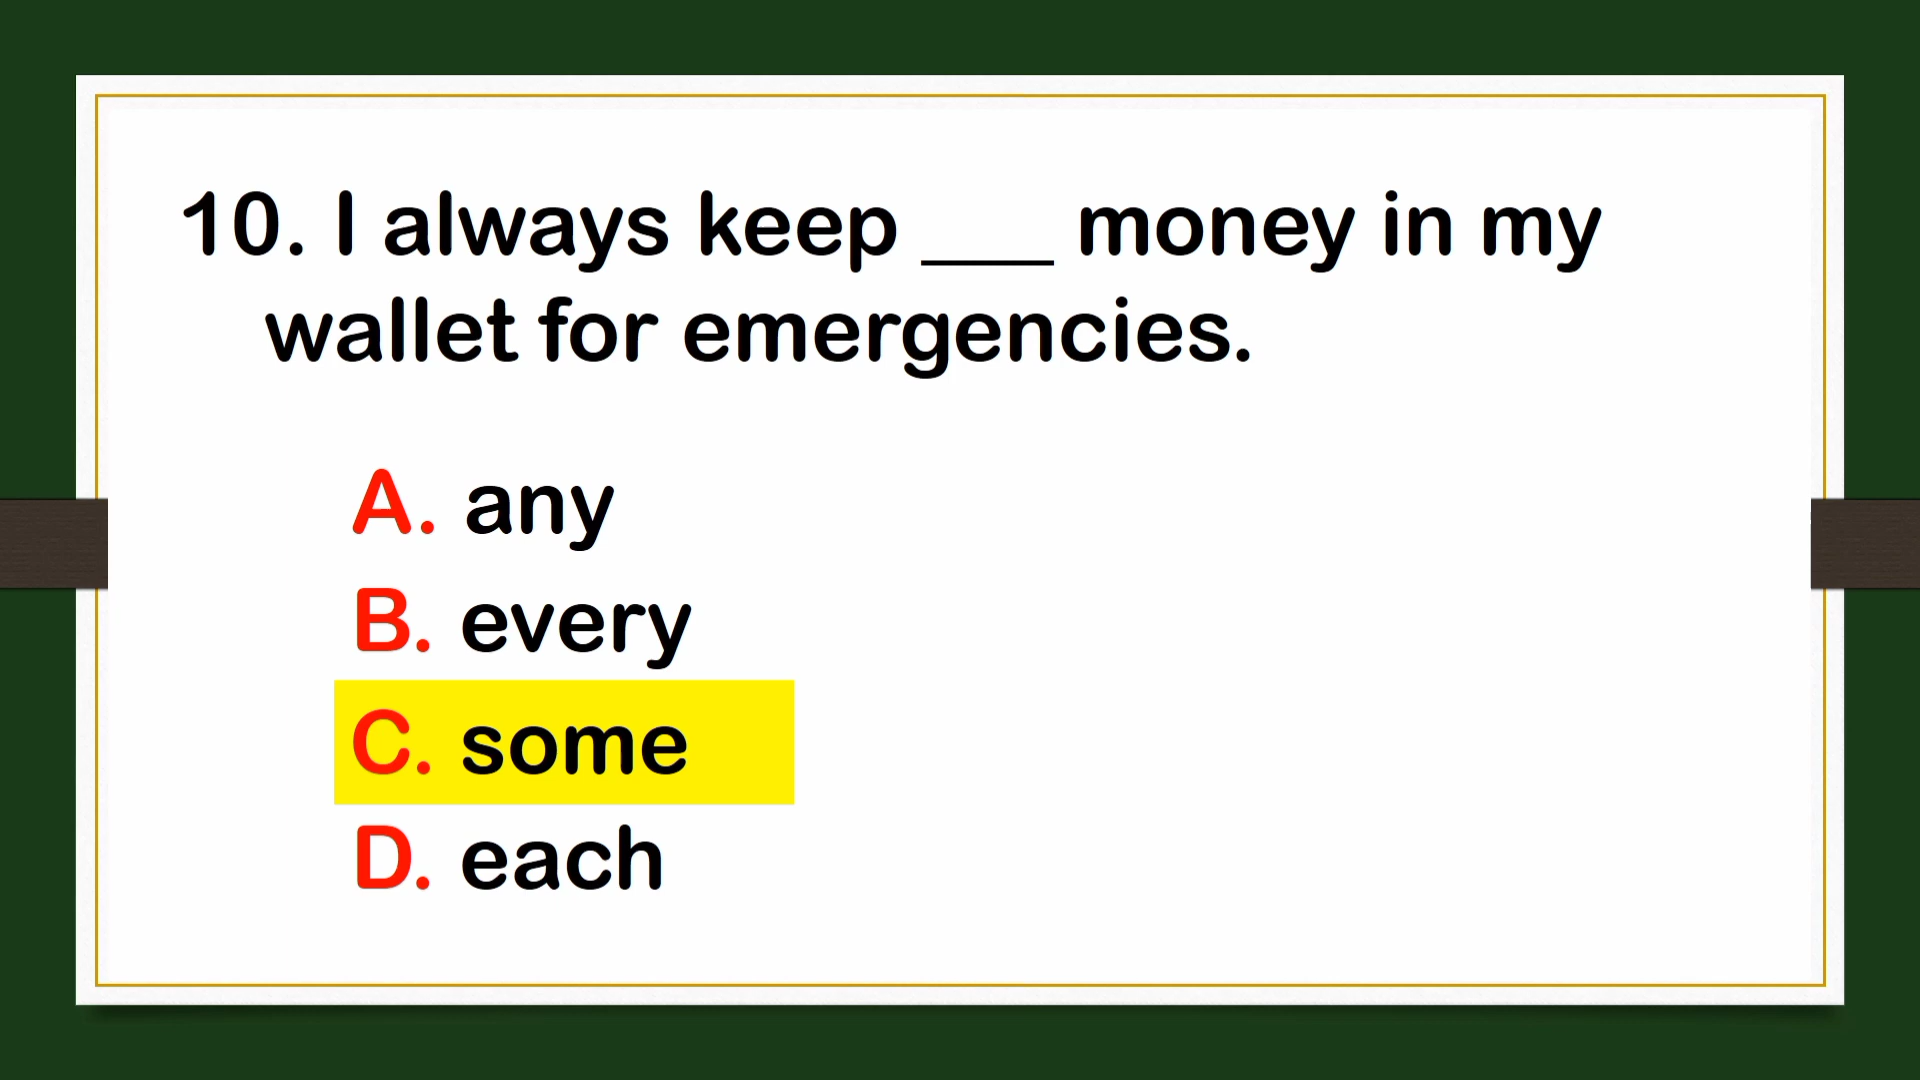 10. I always keep ___ money in my
wallet for emergencies.
A. any
B. every
C. some
D. each